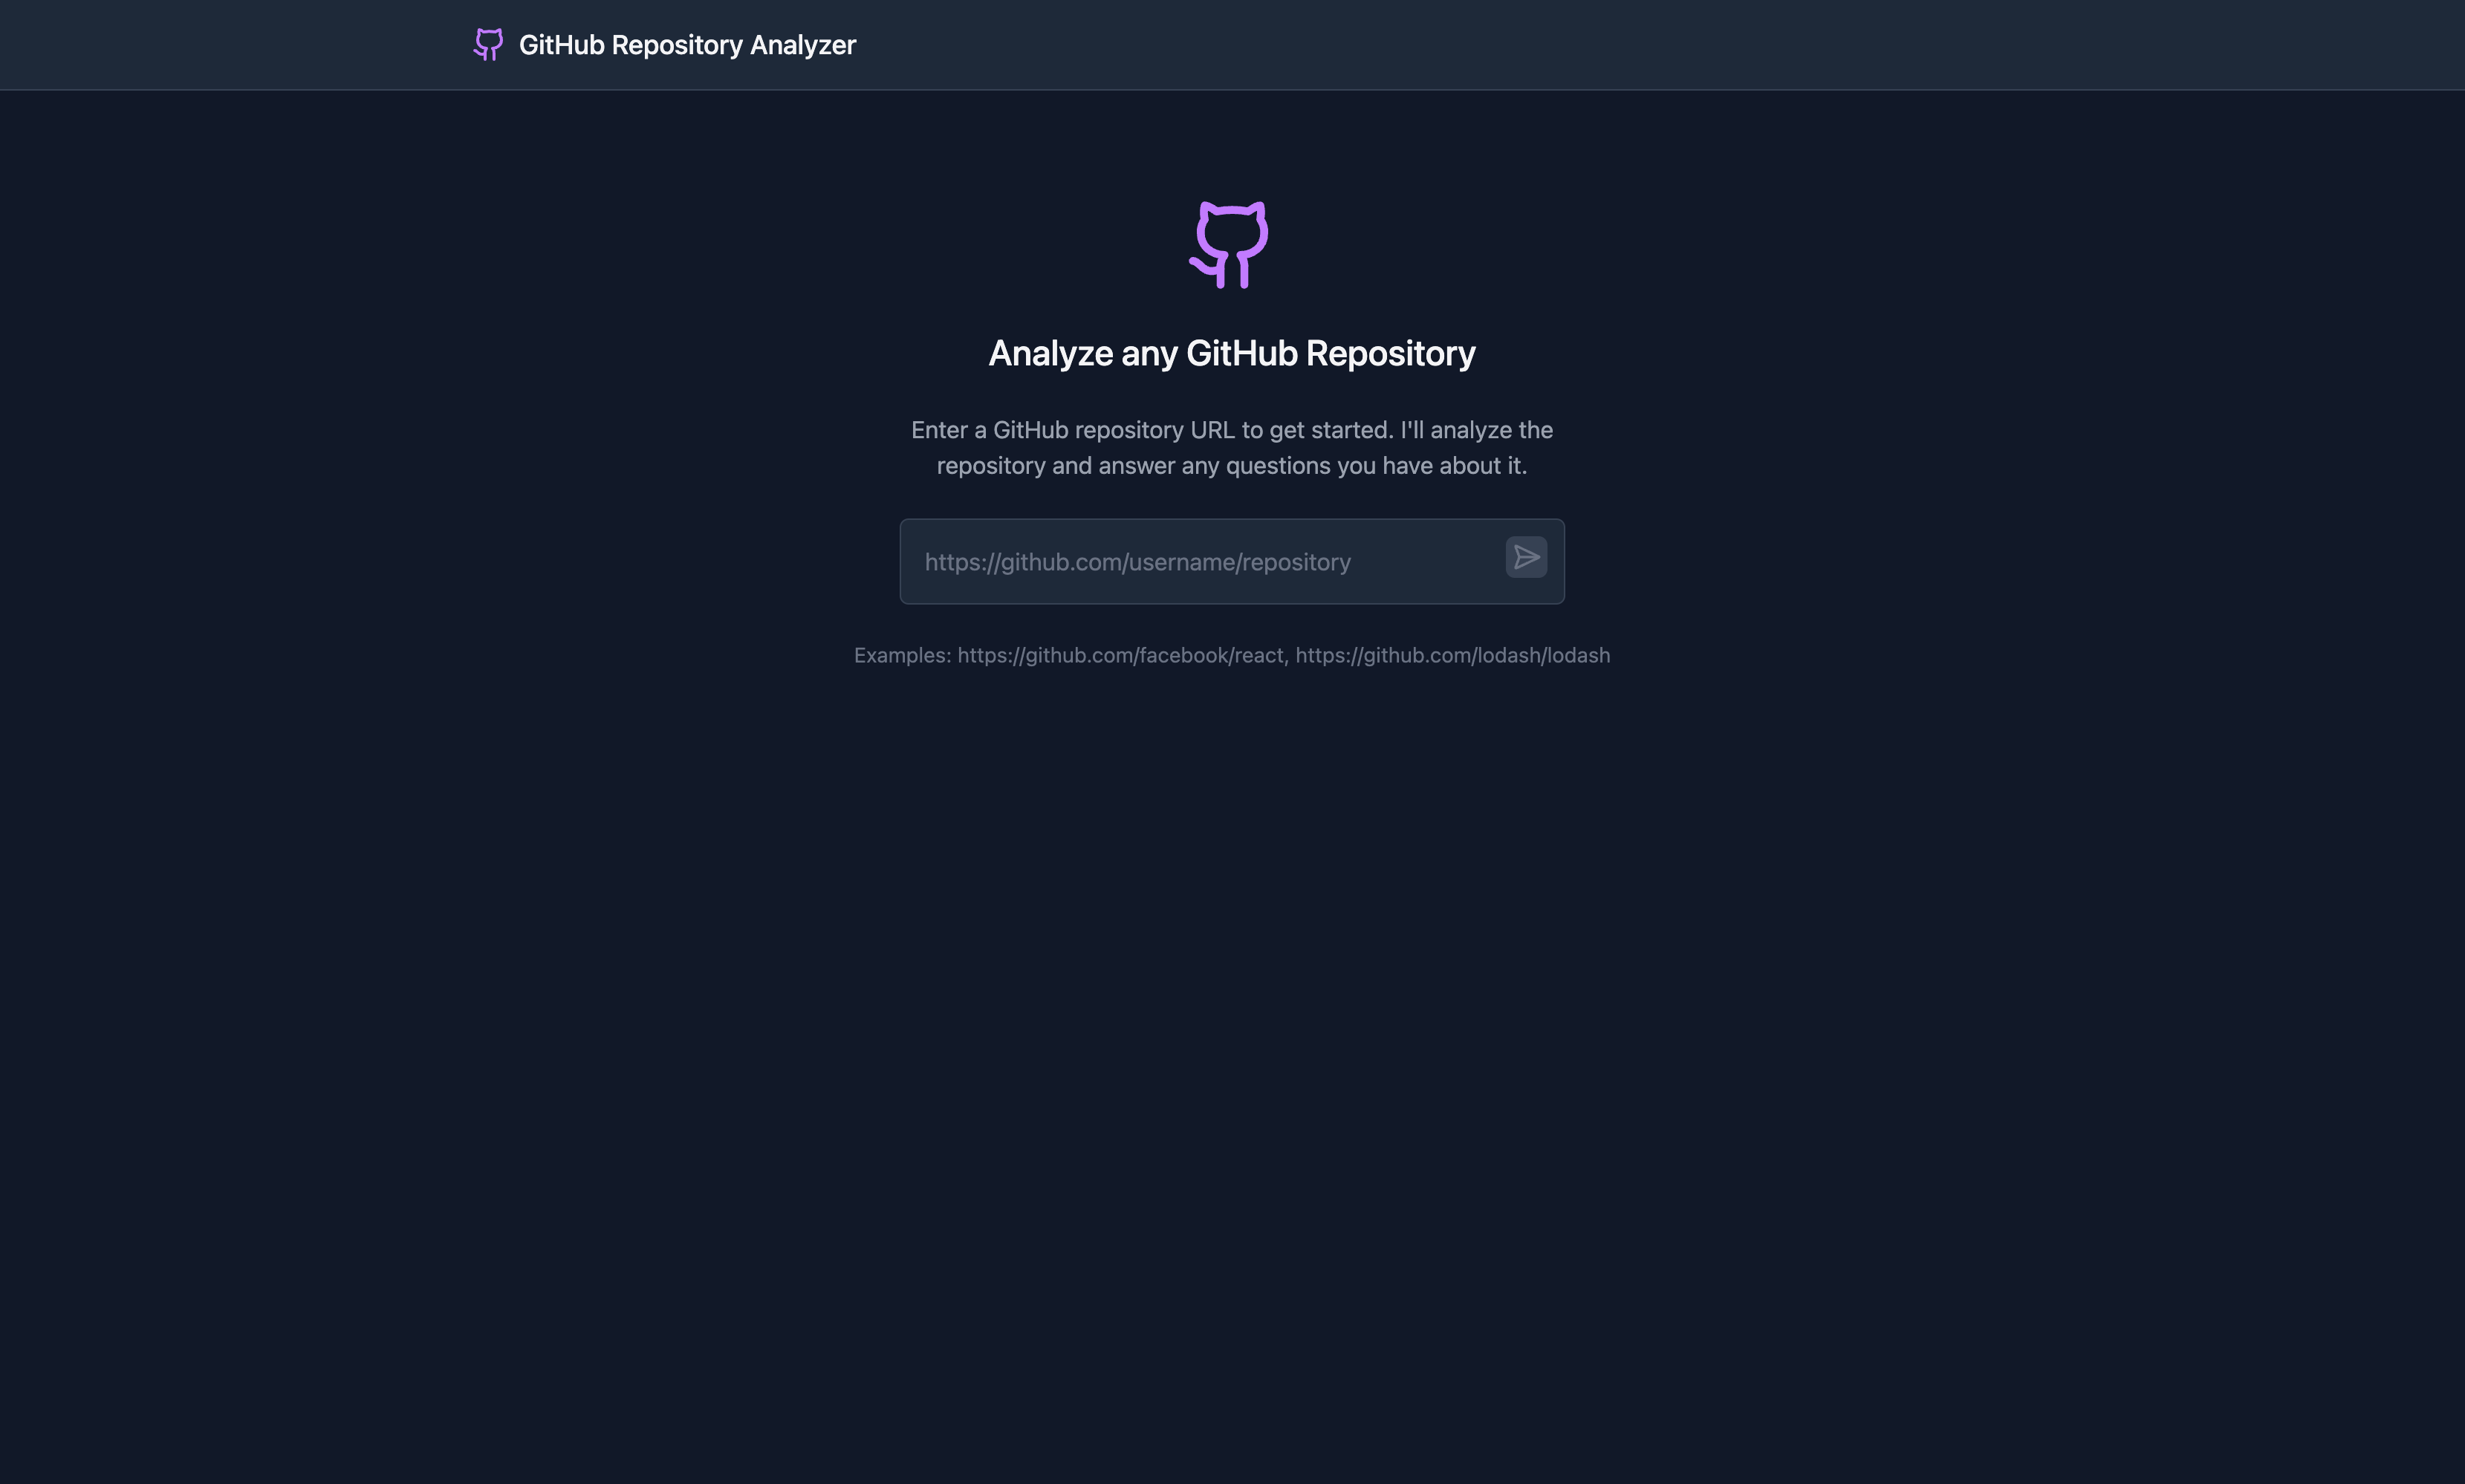 GitHub Repository Analyzer
Analyze any GitHub Repository
Enter a GitHub repository URL to get started. I'll analyze the
repository and answer any questions you have about it.
https://github.com/username/repository
Examples: https://github.com/facebook/react, https://github.com/lodash/lodash